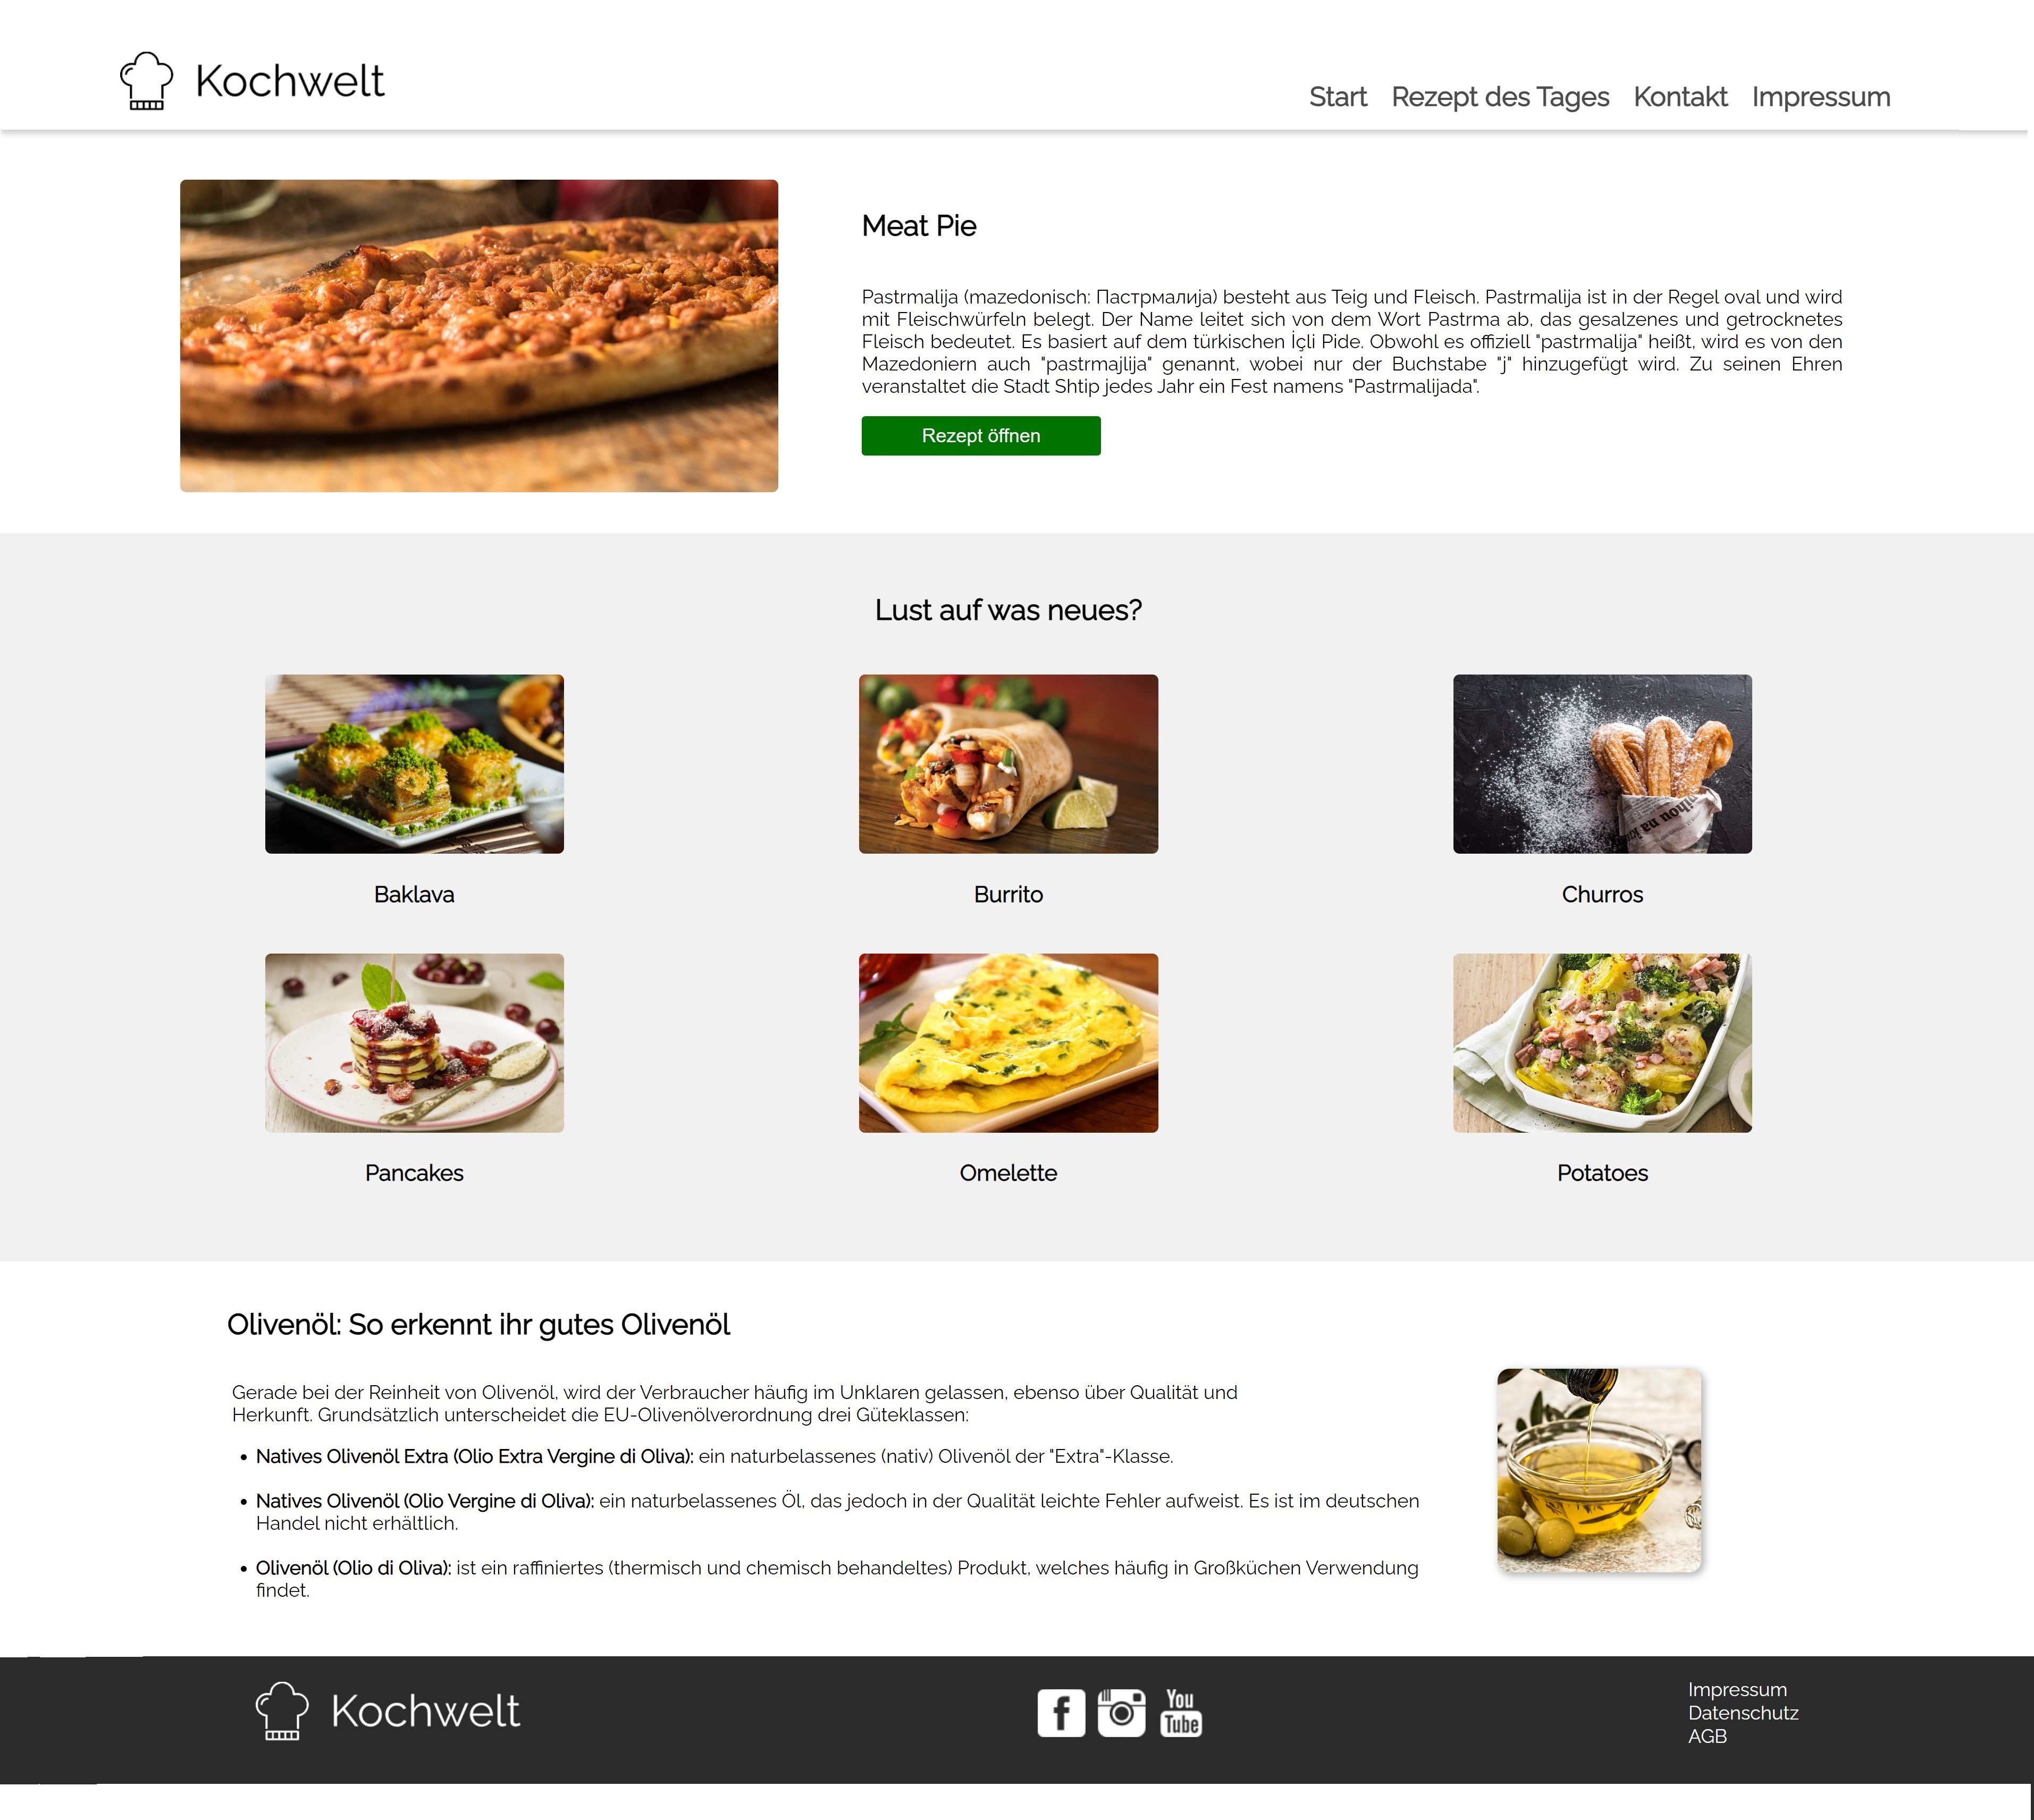 Kochwelt
Start Rezept des Tages Kontakt Impressum
Meat Pie
Pastrmalija (mazedonisch: Пастрмалија) besteht aus Teig und Fleisch. Pastrmalija ist in der Regel oval und wird
mit Fleischwürfeln belegt. Der Name leitet sich von dem Wort Pastrma ab, das gesalzenes und getrocknetes
Fleisch bedeutet. Es basiert auf dem türkischen İçli Pide. Obwohl es offiziell "pastrmalija" heißt, wird es von den
Mazedoniern auch "pastrmajlija" genannt, wobei nur der Buchstabe "j" hinzugefügt wird. Zu seinen Ehren
veranstaltet die Stadt Shtip jedes Jahr ein Fest namens "Pastrmalijada".
Rezept öffnen
Lust auf was neues?
Baklava
Burrito
Churros
Pancakes
Omelette
Potatoes
Olivenöl: So erkennt ihr gutes Olivenöl
Gerade bei der Reinheit von Olivenöl, wird der Verbraucher häufig im Unklaren gelassen, ebenso über Qualität und
Herkunft. Grundsätzlich unterscheidet die EU-Olivenölverordnung drei Güteklassen:
• Natives Olivenöl Extra (Olio Extra Vergine di Oliva): ein naturbelassenes (nativ) Olivenöl der "Extra"-Klasse.
• Natives Olivenöl (Olio Vergine di Oliva): ein naturbelassenes Öl, das jedoch in der Qualität leichte Fehler aufweist. Es ist im deutschen
Handel nicht erhältlich.
• Olivenöl (Olio di Oliva): ist ein raffiniertes (thermisch und chemisch behandeltes) Produkt, welches häufig in Großküchen Verwendung
findet.
Kochwelt
f
You
Tube
Impressum
Datenschutz
AGB